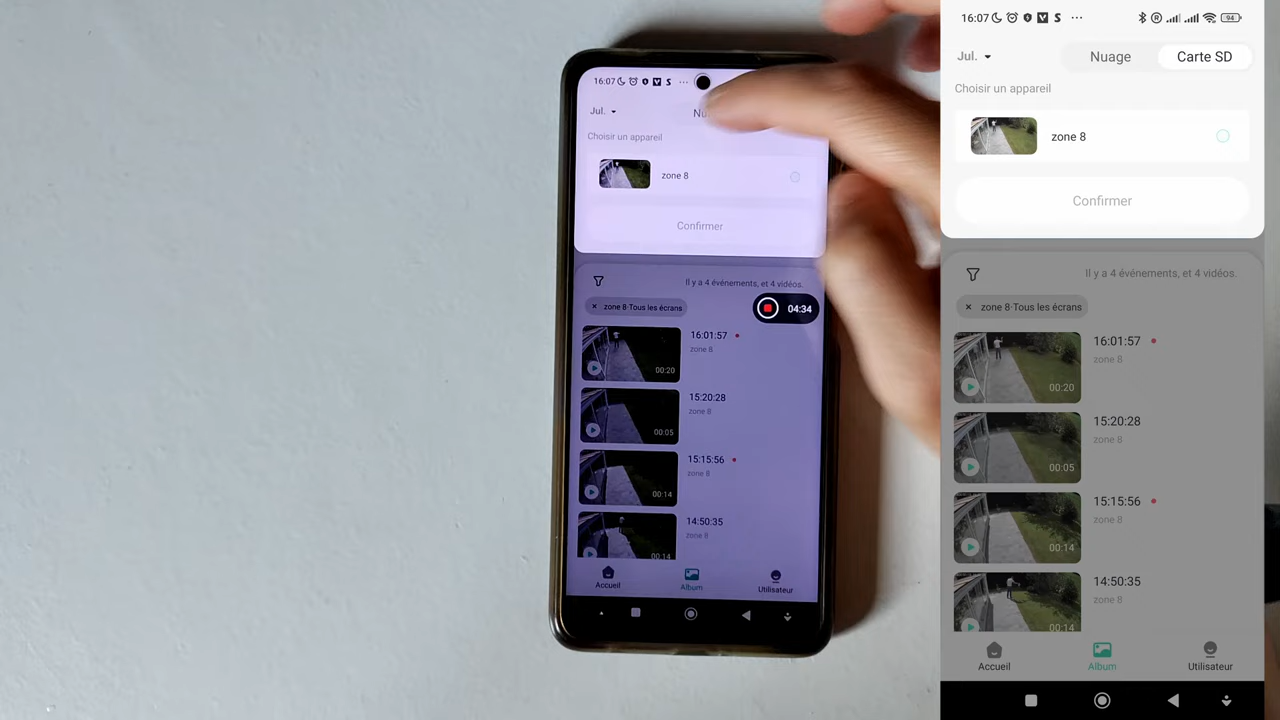 16:07
Jul.
Nu
Choisir un appareil
zone 8
Confirmer
Il y a 4 événements, et 4 vidéos.
× zone 8·Tous les écrans
04:34
16:01:57
zone 8
00:20
15:20:28
zone 8
00:05
15:15:56
zone 8
00:14
14:50:35
zone 8
00:14
Accueil
Album
Utilisateur
16:07
94
Jul.
Nuage
Carte SD
Choisir un appareil
zone 8
Confirmer
Il y a 4 événements, et 4 vidéos.
× zone 8·Tous les écrans
16:01:57
zone 8
00:20
15:20:28
zone 8
00:05
15:15:56
zone 8
00:14
14:50:35
zone 8
00:14
Accueil
Album
Utilisateur